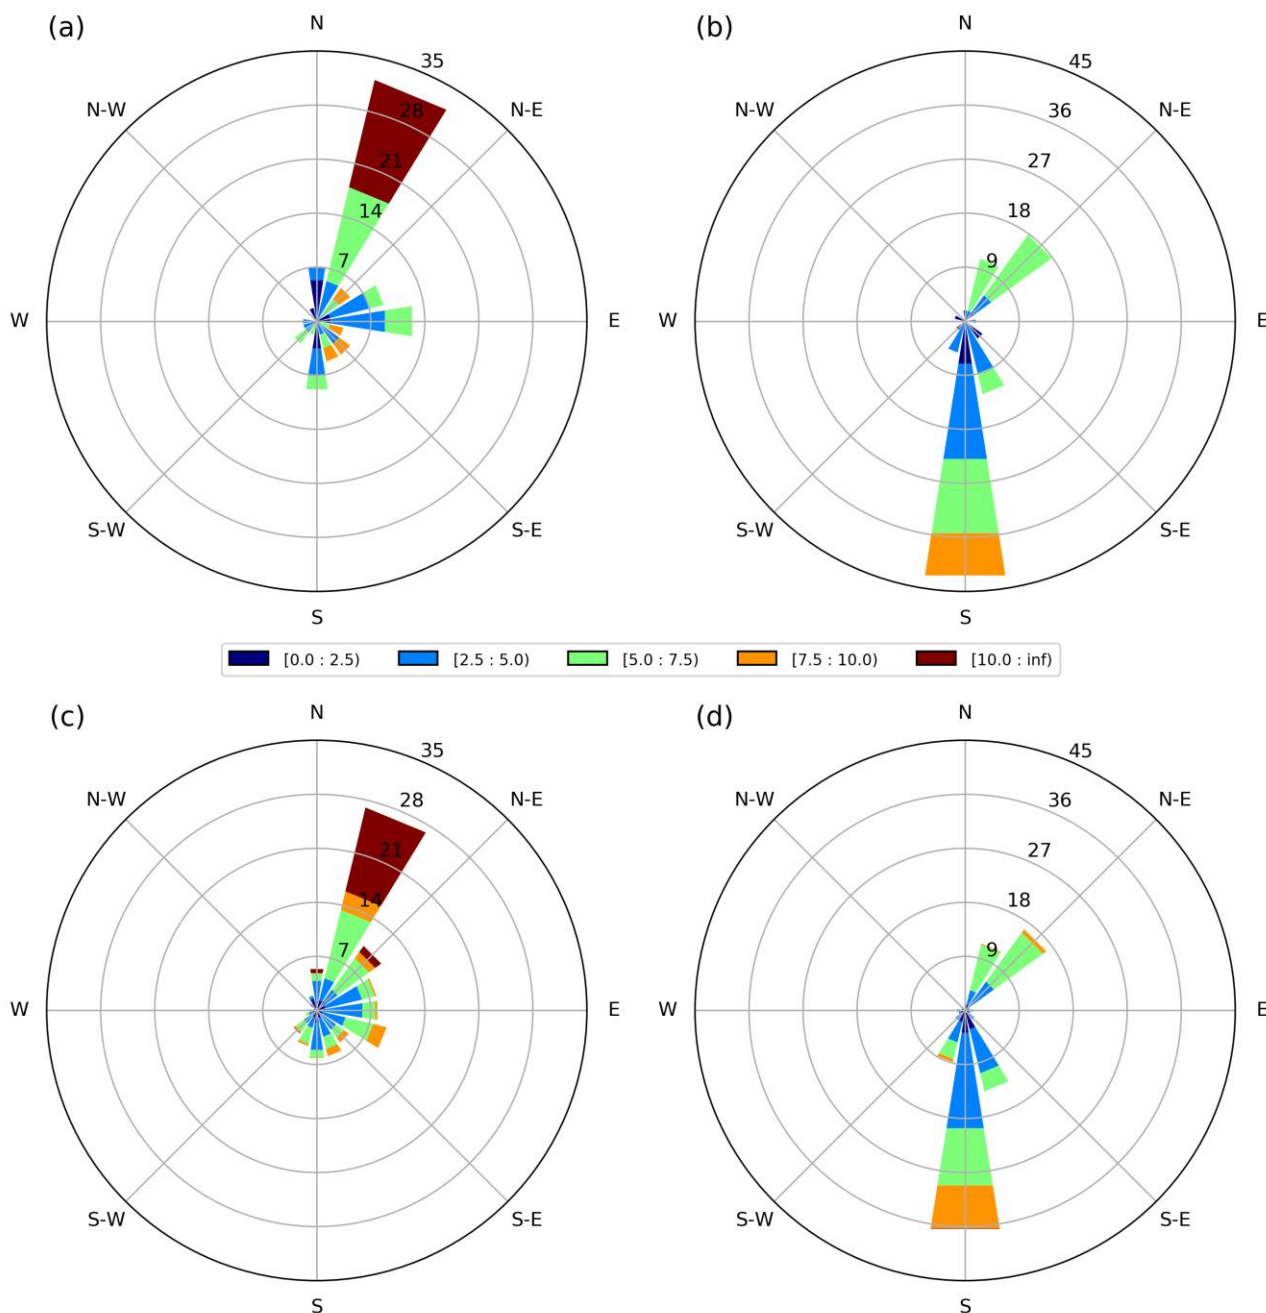 (a)
N
35
N-W
N-E
28
21
14
7
W
E
S-W
S-E
S
(b)
N
45
N-W
N-E
36
27
18
9
W
E
S-W
S-E
S
[0.0 : 2.5) [2.5 : 5.0) [5.0 : 7.5) [7.5 : 10.0) [10.0 : inf)
(c)
N
35
N-W
N-E
28
21
14
7
W
E
S-W
S-E
S
(d)
N
45
N-W
N-E
36
27
18
9
W
E
S-W
S-E
S